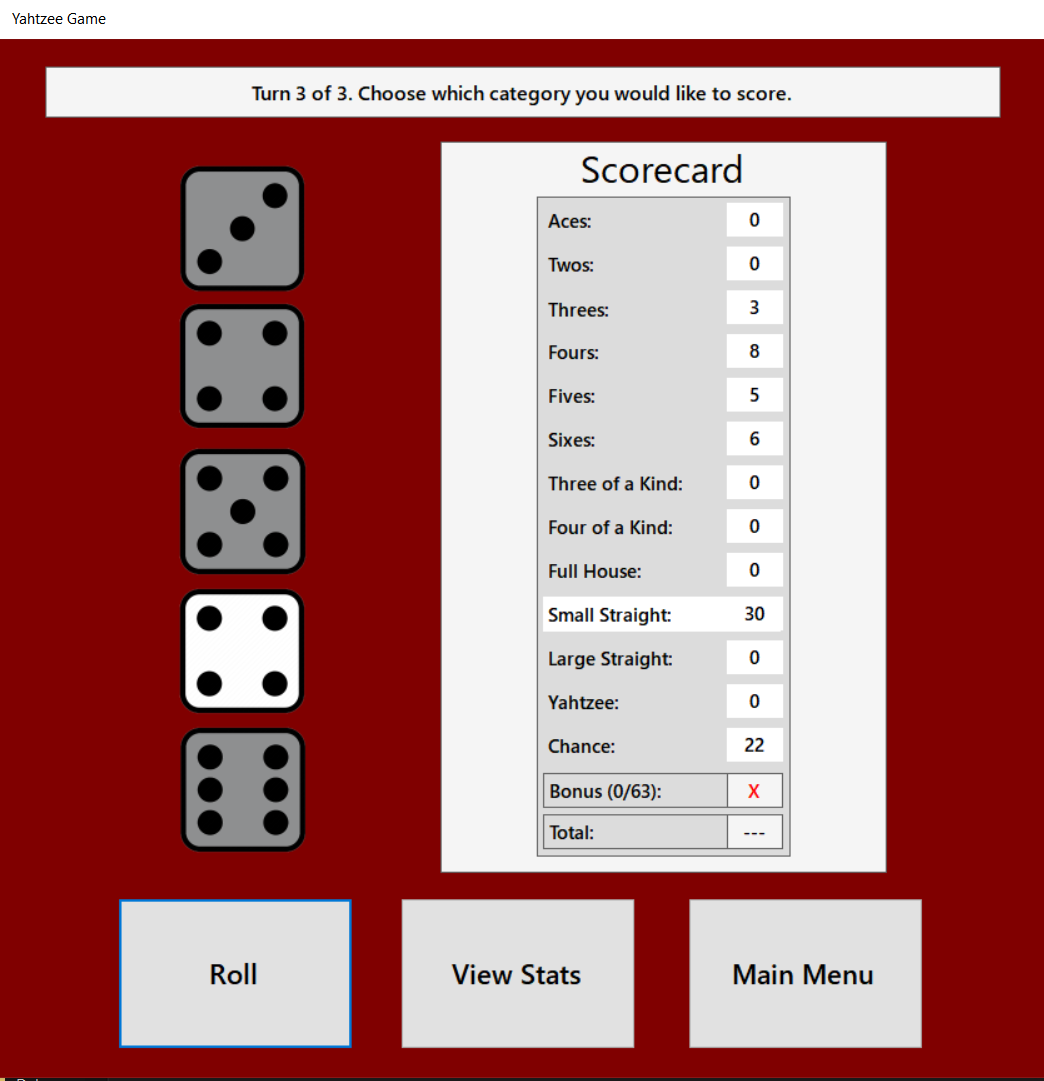 Yahtzee Game
Turn 3 of 3. Choose which category you would like to score.
Scorecard
Aces: 0
Twos: 0
Threes: 3
Fours: 8
Fives: 5
Sixes: 6
Three of a Kind: 0
Four of a Kind: 0
Full House: 0
Small Straight: 30
Large Straight: 0
Yahtzee: 0
Chance: 22
Bonus (0/63): X
Total: ---
Roll
View Stats
Main Menu